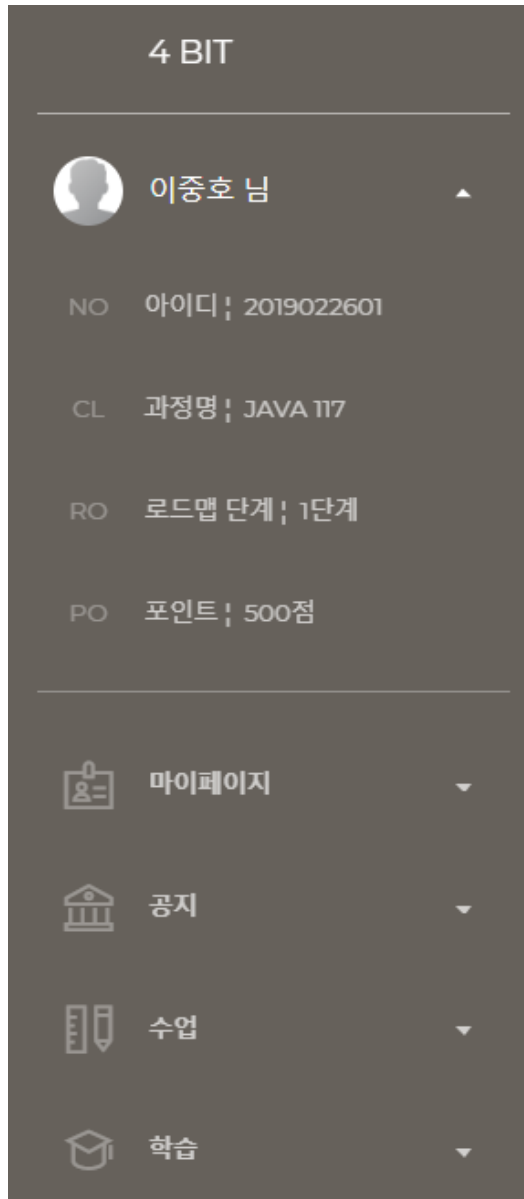 4 BIT
이중호 님
NO 아이디 ¦ 2019022601
CL 과정명 ¦ JAVA 117
RO 로드맵 단계 ¦ 1단계
PO 포인트 ¦ 500점
마이페이지
공지
수업
학습